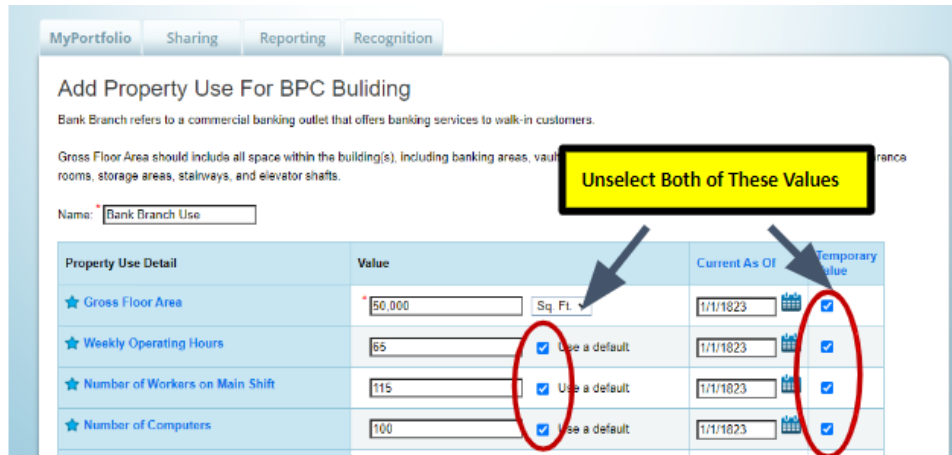 MyPortfolio Sharing Reporting Recognition
Add Property Use For BPC Buliding
Bank Branch refers to a commercial banking outlet that offers banking services to walk-in customers.
Gross Floor Area should include all space within the building(s), including banking areas, vaul rence
rooms, storage areas, stairways, and elevator shafts.
Unselect Both of These Values
Name: * Bank Branch Use
Property Use Detail Value Current As Of Temporary Value
Gross Floor Area * 50,000 Sq. Ft. 1/1/1823
Weekly Operating Hours 65 Use a default 1/1/1823
Number of Workers on Main Shift 115 Use a default 1/1/1823
Number of Computers 100 Use a default 1/1/1823